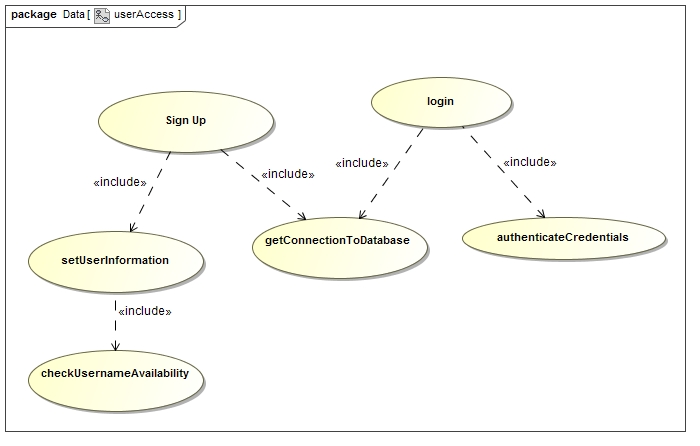 package Data [ userAccess ]
Sign Up
login
«include»
«include»
«include»
«include»
setUserInformation
getConnectionToDatabase
authenticateCredentials
«include»
checkUsernameAvailability